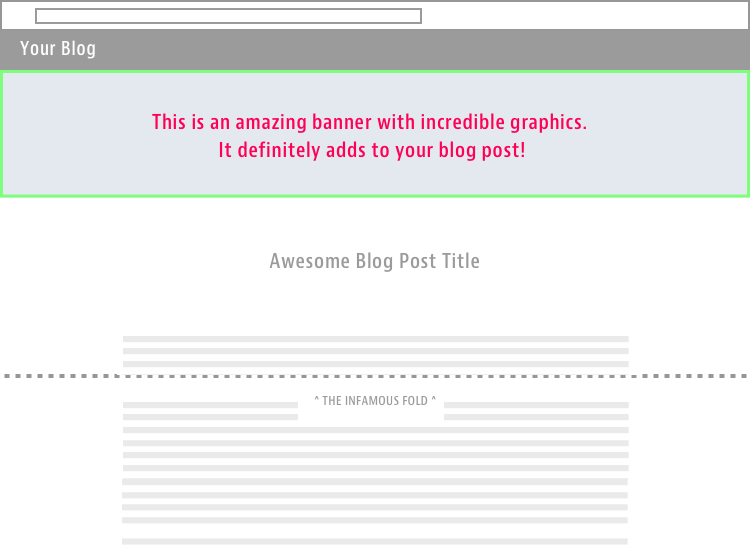 Your Blog
This is an amazing banner with incredible graphics.
It definitely adds to your blog post!
Awesome Blog Post Title
^ THE INFAMOUS FOLD ^